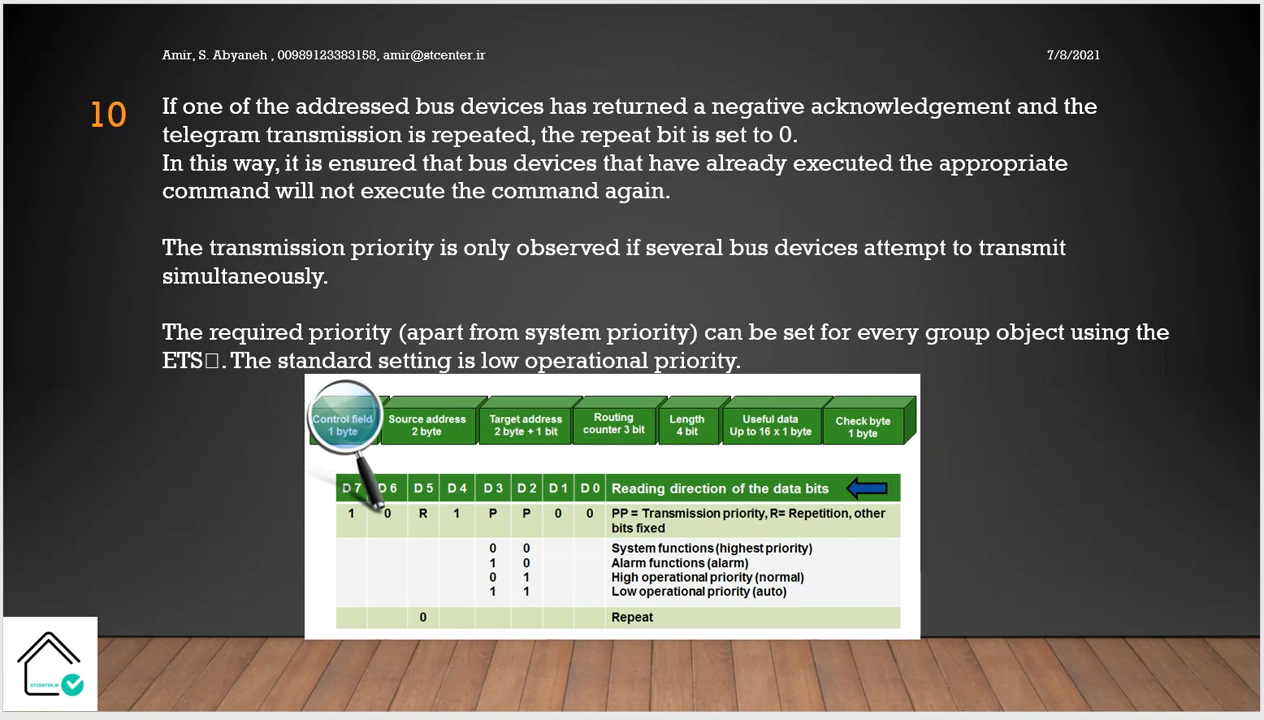 Amir, S. Abyaneh , 00989123383158, amir@stcenter.ir
7/8/2021
10
If one of the addressed bus devices has returned a negative acknowledgement and the
telegram transmission is repeated, the repeat bit is set to 0.
In this way, it is ensured that bus devices that have already executed the appropriate
command will not execute the command again.
The transmission priority is only observed if several bus devices attempt to transmit
simultaneously.
The required priority (apart from system priority) can be set for every group object using the
ETS□. The standard setting is low operational priority.
Control field
1 byte
Source address
2 byte
Target address
2 byte + 1 bit
Routing
counter 3 bit
Length
4 bit
Useful data
Up to 16 x 1 byte
Check byte
1 byte
D 7 D 6 D 5 D 4 D 3 D 2 D 1 D 0 Reading direction of the data bits
1 0 R 1 P P 0 0 PP = Transmission priority, R= Repetition, other
bits fixed
0 0 System functions (highest priority)
1 0 Alarm functions (alarm)
0 1 High operational priority (normal)
1 1 Low operational priority (auto)
0 Repeat
STCENTER.IR